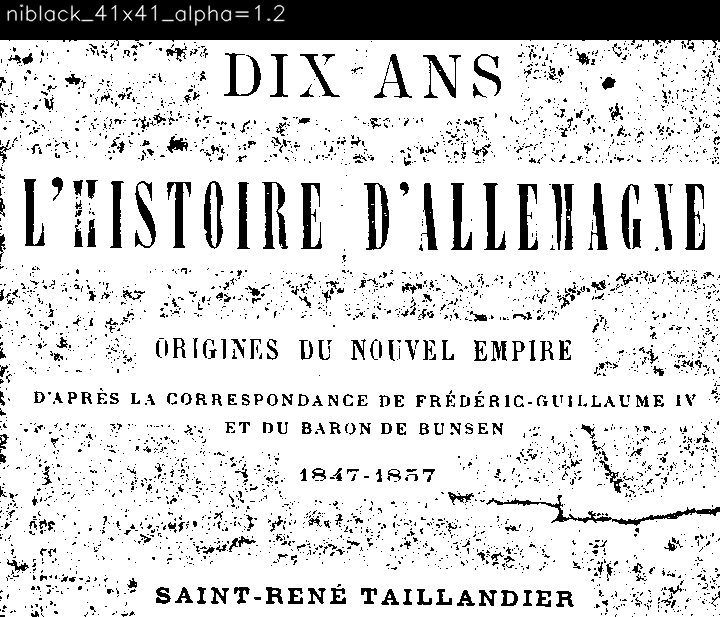 niblack_41x41_alpha=1.2
DIX ANS
L'HISTOIRE D'ALLEMAGNE
ORIGINES DU NOUVEL EMPIRE
D'APRÈS LA CORRESPONDANCE DE FRÉDÉRIC-GUILLAUME IV
ET DU BARON DE BUNSEN
1847-1857
SAINT-RENÉ TAILLANDIER